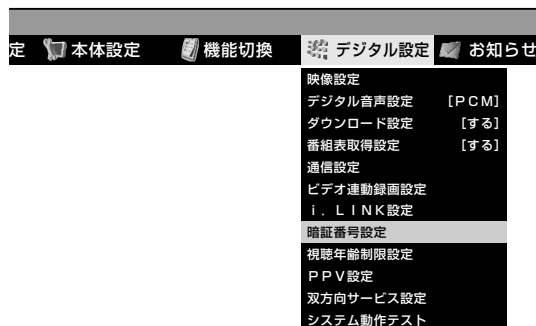 定 本体設定 機能切換 デジタル設定 お知らせ
映像設定
デジタル音声設定 [PCM]
ダウンロード設定 [する]
番組表取得設定 [する]
通信設定
ビデオ連動録画設定
i.LINK設定
暗証番号設定
視聴年齢制限設定
PPV設定
双方向サービス設定
システム動作テスト